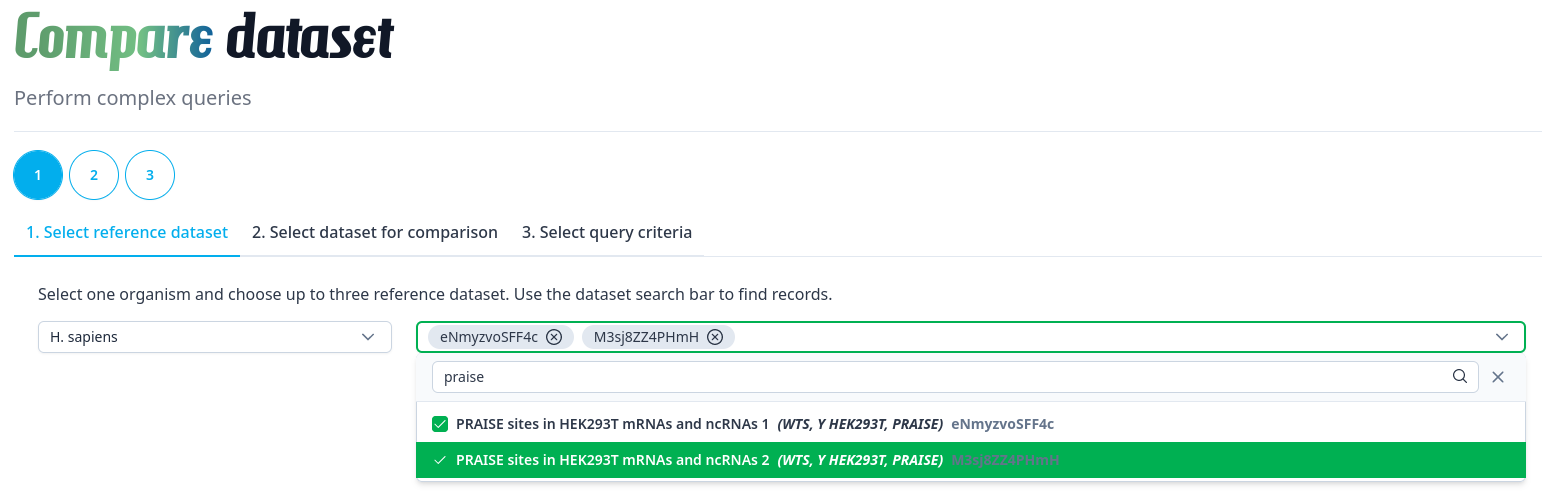 Compare dataset
Perform complex queries
1 2 3
1. Select reference dataset 2. Select dataset for comparison 3. Select query criteria
Select one organism and choose up to three reference dataset. Use the dataset search bar to find records.
H. sapiens eNmyzvoSFF4c M3sj8ZZ4PHmH
praise
PRAISE sites in HEK293T mRNAs and ncRNAs 1 (WTS, Y HEK293T, PRAISE) eNmyzvoSFF4c
PRAISE sites in HEK293T mRNAs and ncRNAs 2 (WTS, Y HEK293T, PRAISE) M3sj8ZZ4PHmH